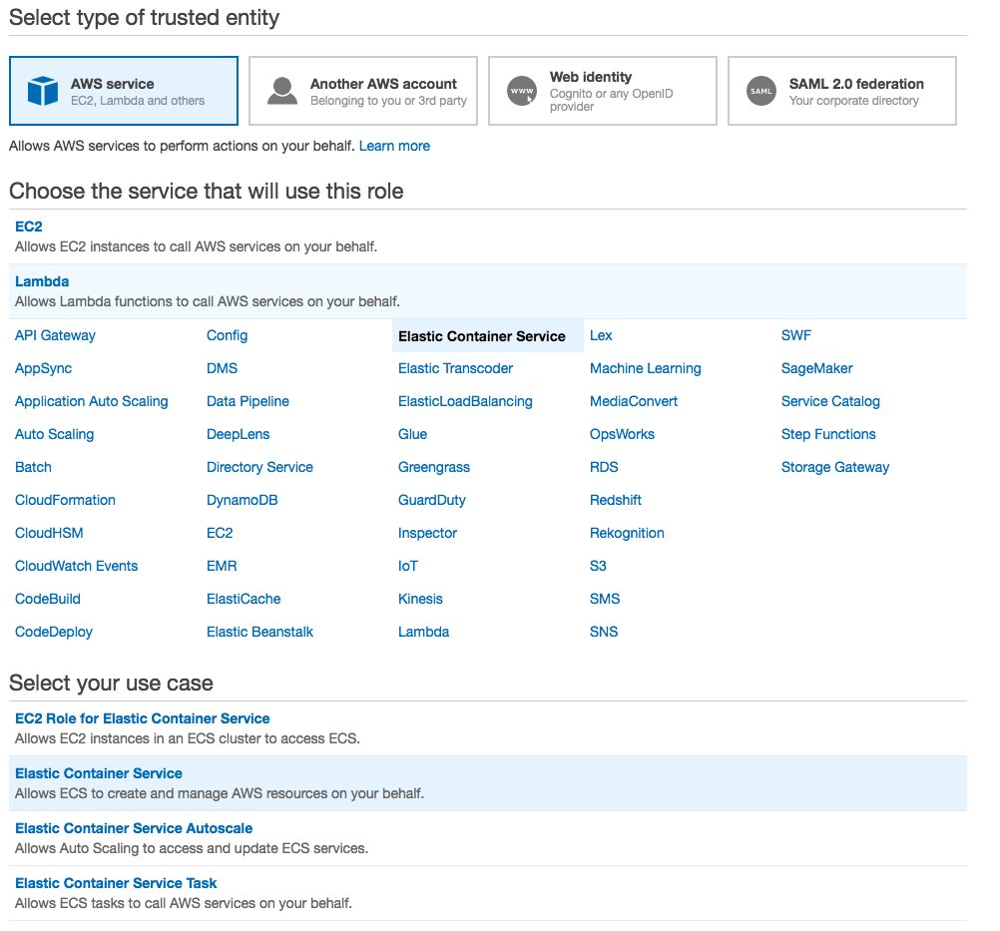 Select type of trusted entity
AWS service
EC2, Lambda and others
Another AWS account
Belonging to you or 3rd party
WWW
Web identity
Cognito or any OpenID
provider
SAML
SAML 2.0 federation
Your corporate directory
Allows AWS services to perform actions on your behalf. Learn more
Choose the service that will use this role
EC2
Allows EC2 instances to call AWS services on your behalf.
Lambda
Allows Lambda functions to call AWS services on your behalf.
API Gateway Config Elastic Container Service Lex SWF
AppSync DMS Elastic Transcoder Machine Learning SageMaker
Application Auto Scaling Data Pipeline ElasticLoadBalancing MediaConvert Service Catalog
Auto Scaling DeepLens Glue OpsWorks Step Functions
Batch Directory Service Greengrass RDS Storage Gateway
CloudFormation DynamoDB GuardDuty Redshift
CloudHSM EC2 Inspector Rekognition
CloudWatch Events EMR IoT S3
CodeBuild ElastiCache Kinesis SMS
CodeDeploy Elastic Beanstalk Lambda SNS
Select your use case
EC2 Role for Elastic Container Service
Allows EC2 instances in an ECS cluster to access ECS.
Elastic Container Service
Allows ECS to create and manage AWS resources on your behalf.
Elastic Container Service Autoscale
Allows Auto Scaling to access and update ECS services.
Elastic Container Service Task
Allows ECS tasks to call AWS services on your behalf.